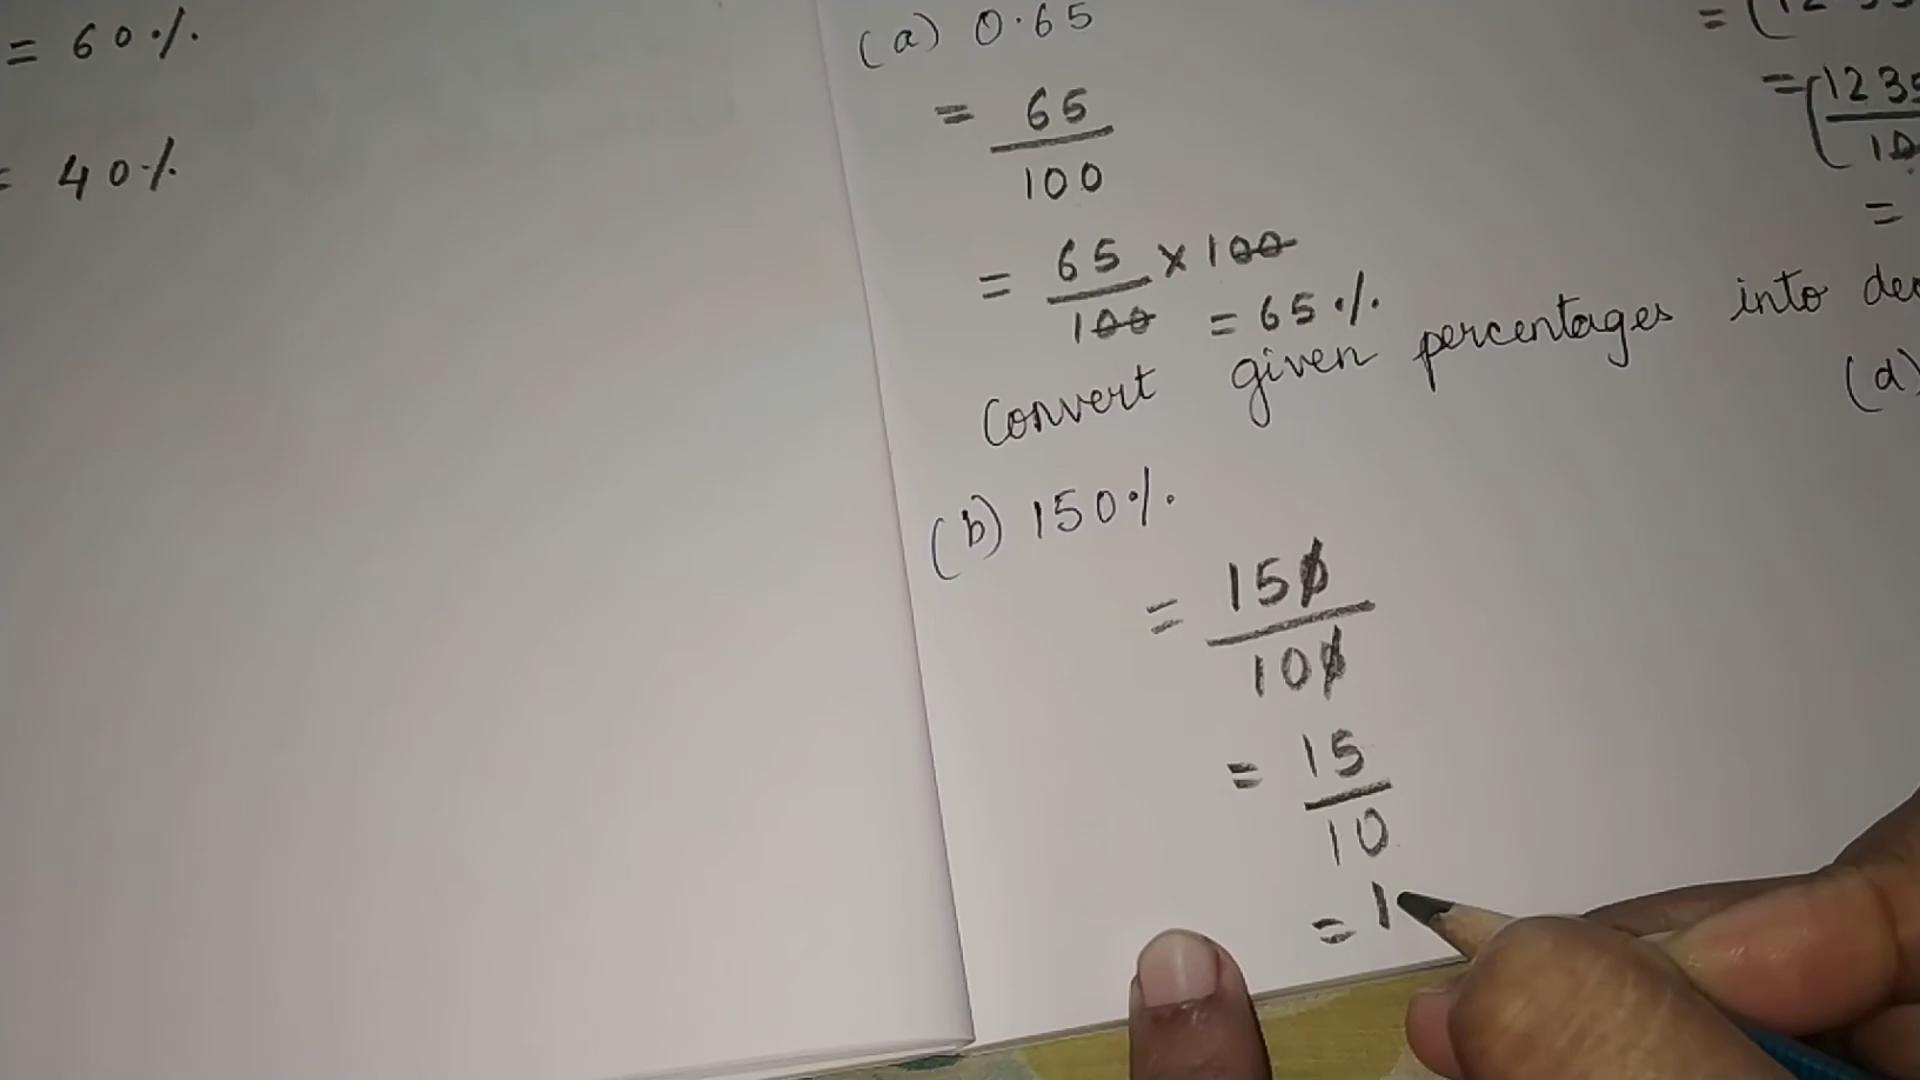 = 60%
= 40%
(a) 0.65
= 65
100
= 65 × 100
100 = 65%
Convert given percentages into
(b) 150%
= 150
100
= 15
10
= 1
=
= 
(d)